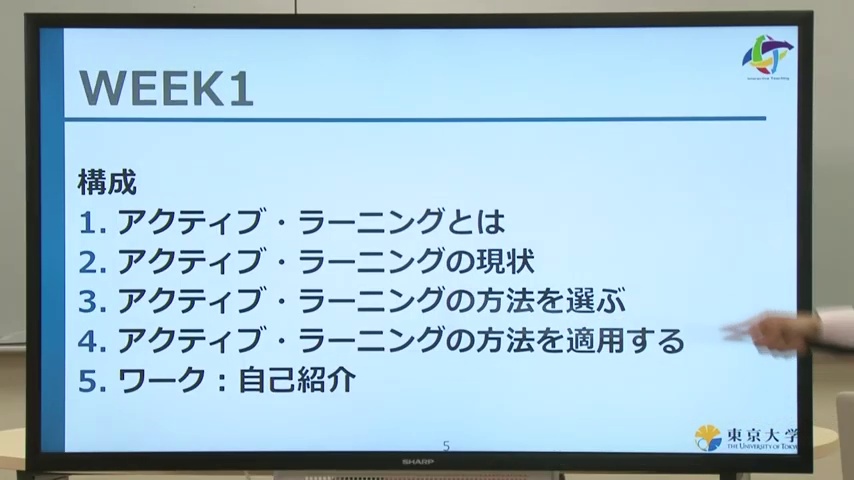 WEEK1
Interactive Teaching
構成
1. アクティブ・ラーニングとは
2. アクティブ・ラーニングの現状
3. アクティブ・ラーニングの方法を選ぶ
4. アクティブ・ラーニングの方法を適用する
5. ワーク：自己紹介
5
東京大学
THE UNIVERSITY OF TOKYO
SHARP